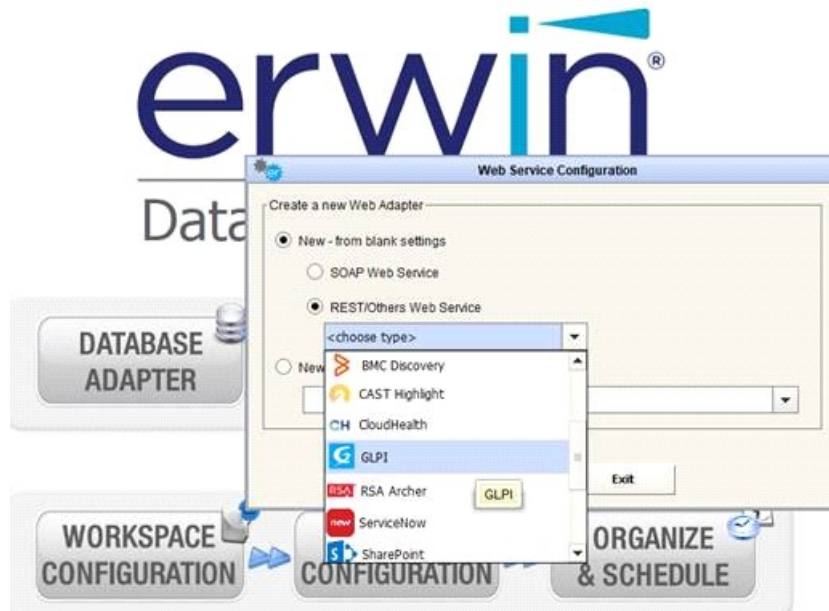 erwin®
Data
Web Service Configuration
Create a new Web Adapter
New - from blank settings
SOAP Web Service
REST/Others Web Service
<choose type>
New
BMC Discovery
CAST Highlight
CH CloudHealth
GLPI
RSA RSA Archer
GLPI
new ServiceNow
S SharePoint
Exit
DATABASE
ADAPTER
WORKSPACE
CONFIGURATION
CONFIGURATION
ORGANIZE
& SCHEDULE